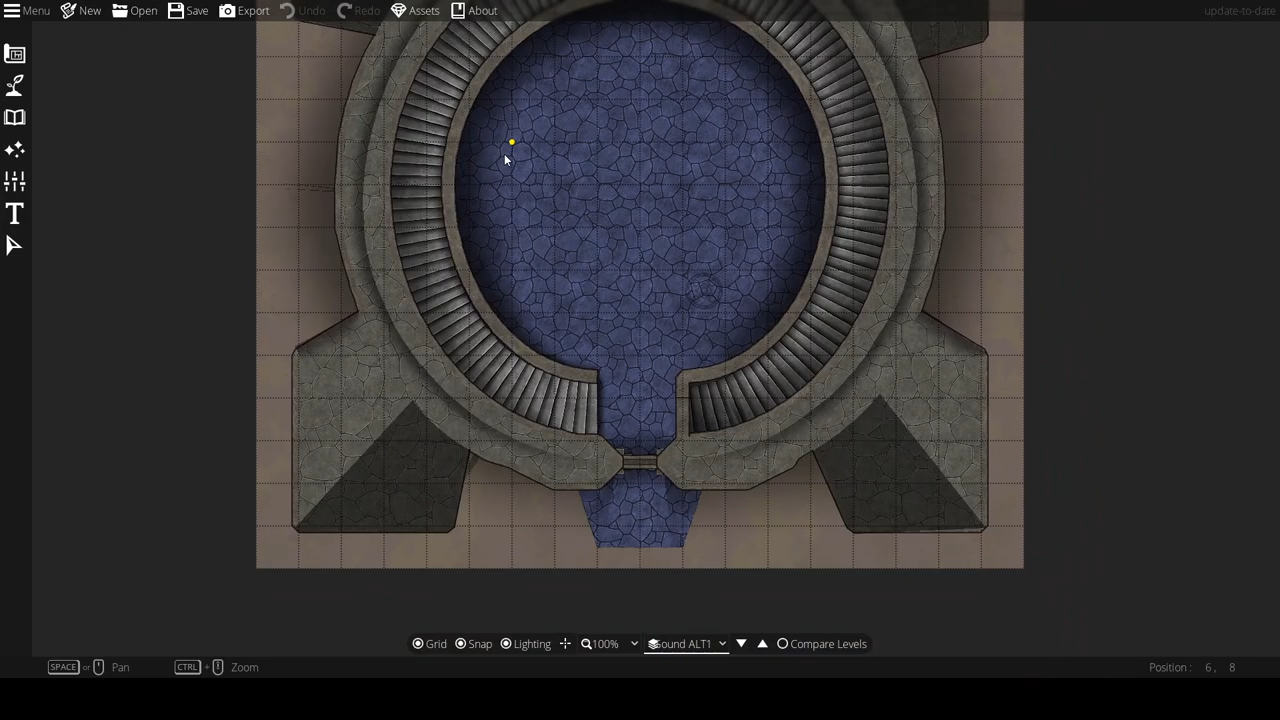 Menu New Open Save Export Undo Redo Assets About update-to-date
T
Grid Snap Lighting 100% Gound ALT1 Compare Levels
SPACE or Pan CTRL + Zoom Position : 6 , 8